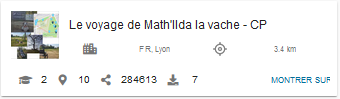 Le voyage de Math'Ilda la vache - CP
FR, Lyon 3.4 km
2 10 284613 7 MONTRER SUR